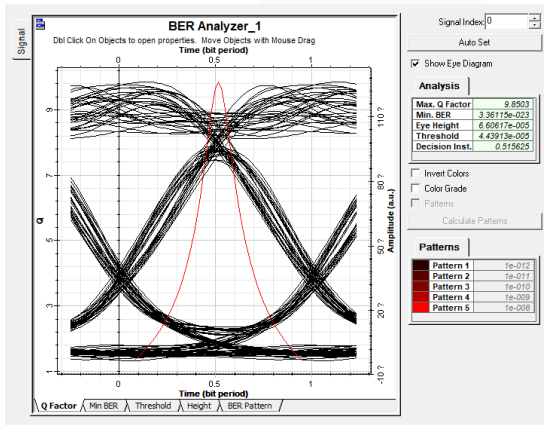 Signal
BER Analyzer_1
Dbl Click On Objects to open properties. Move Objects with Mouse Drag
Time (bit period)
0 0.5 1
Q
9
7
5
3
1
110 ?
80 ?
50 ?
20 ?
-10 ?
Amplitude (a.u.)
0 0.5 1
Time (bit period)
Q Factor Min BER Threshold Height BER Pattern
Signal Index: 0
Auto Set
Show Eye Diagram
Analysis
Max. Q Factor 9.8503
Min. BER 3.36115e-023
Eye Height 6.60617e-005
Threshold 4.43913e-005
Decision Inst. 0.515625
Invert Colors
Color Grade
Patterns
Calculate Patterns
Patterns
Pattern 1 1e-012
Pattern 2 1e-011
Pattern 3 1e-010
Pattern 4 1e-009
Pattern 5 1e-008